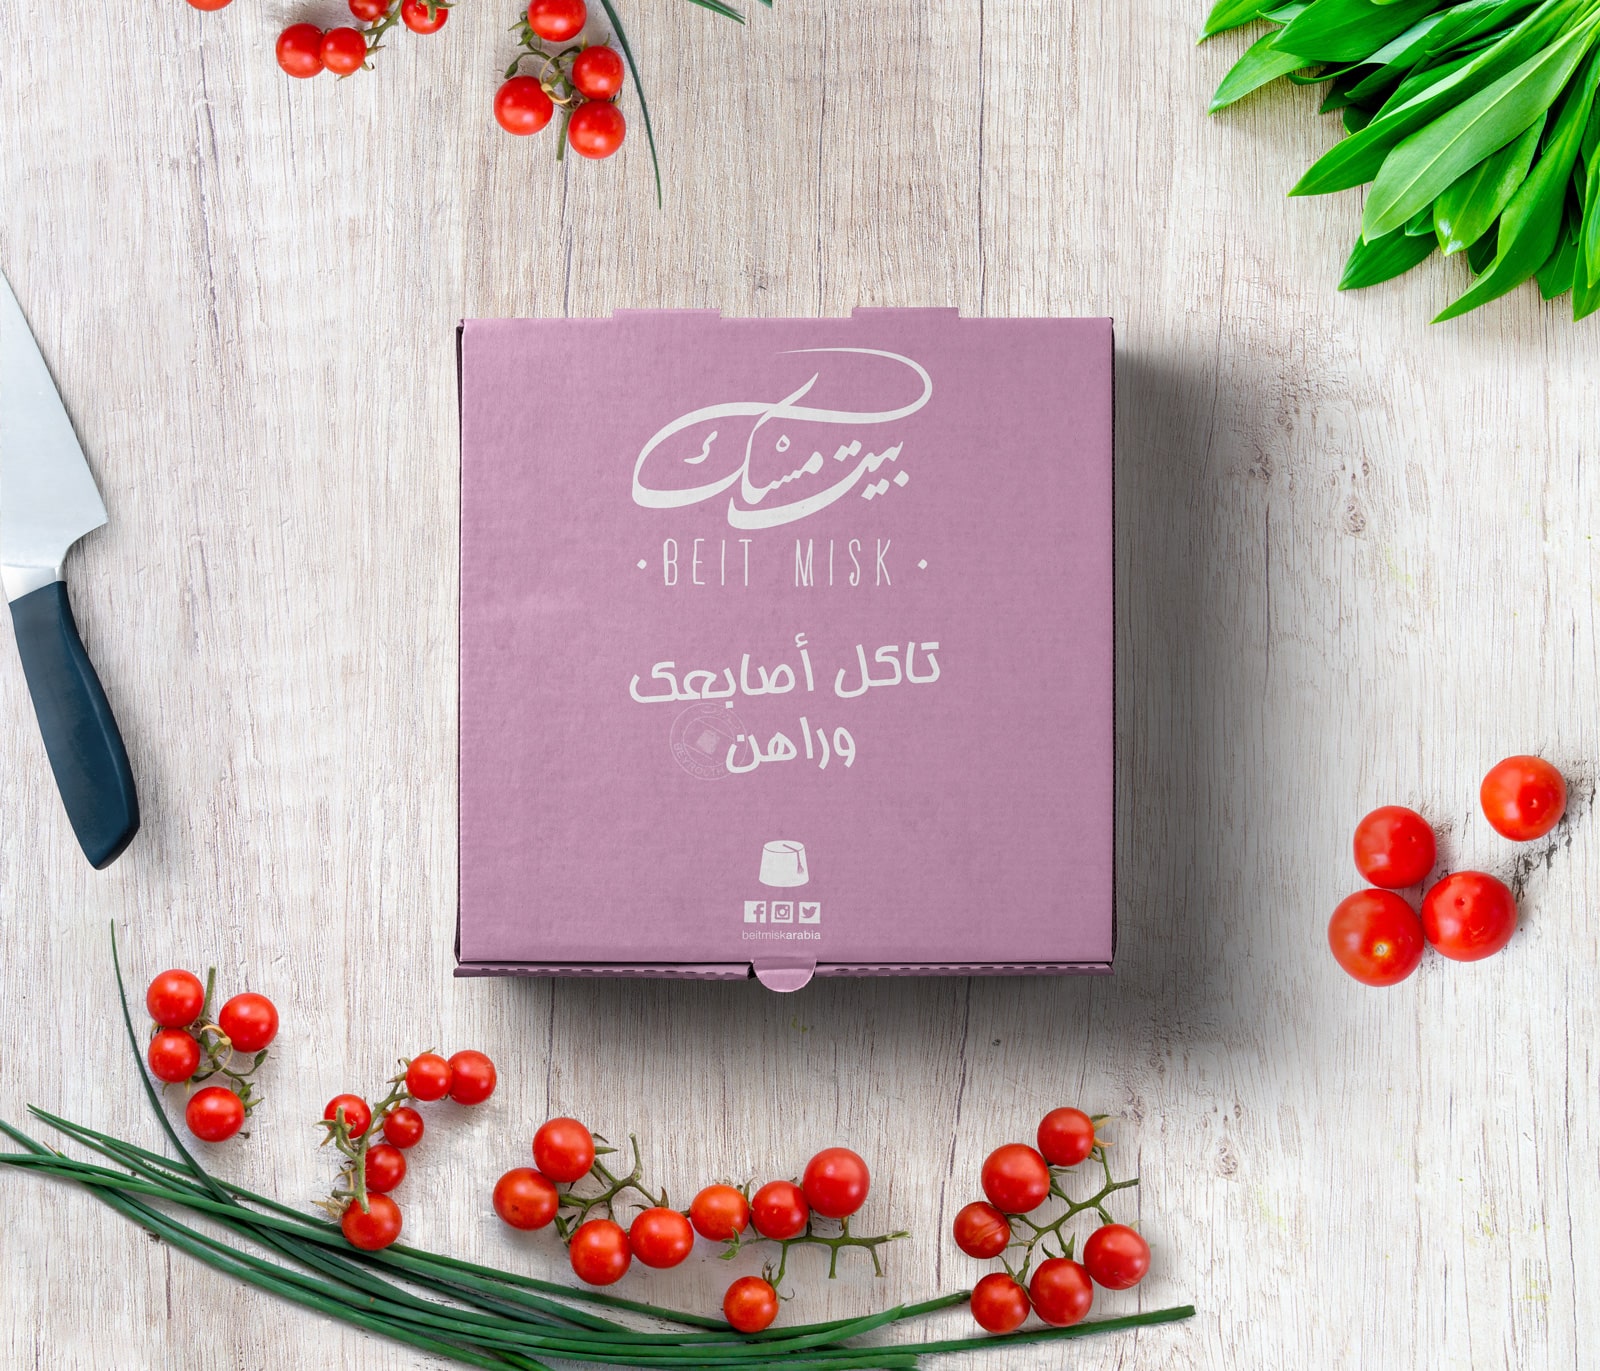 بيت مسك
· BEIT MISK ·
تاكل أصابعك
وراهن
beitmiskarabia